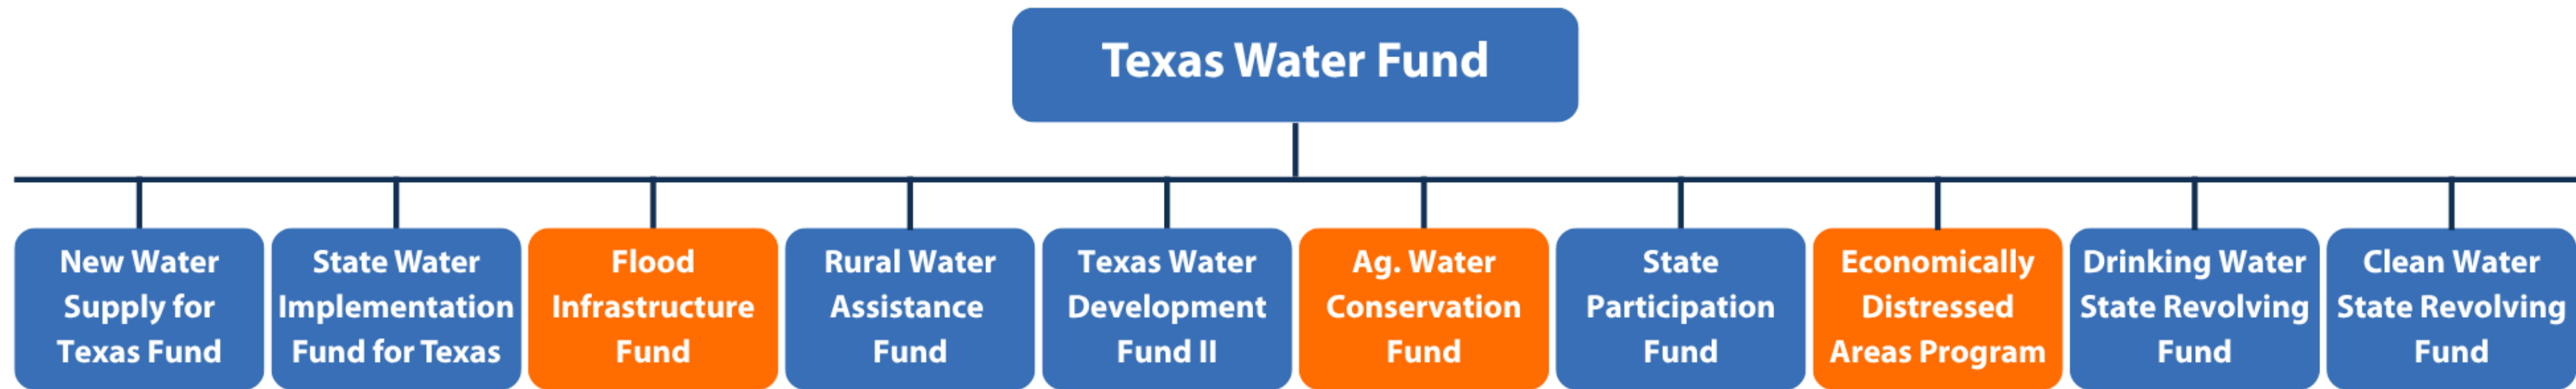 Texas Water Fund
New Water
Supply for
Texas Fund
State Water
Implementation
Fund for Texas
Flood
Infrastructure
Fund
Rural Water
Assistance
Fund
Texas Water
Development
Fund II
Ag. Water
Conservation
Fund
State
Participation
Fund
Economically
Distressed
Areas Program
Drinking Water
State Revolving
Fund
Clean Water
State Revolving
Fund